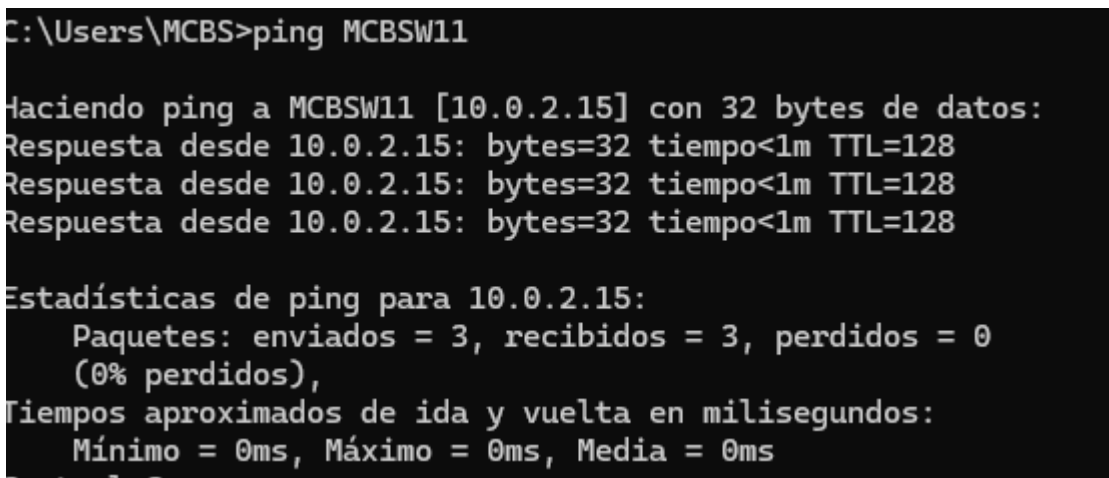 C:\Users\MCBS>ping MCBSW11
Haciendo ping a MCBSW11 [10.0.2.15] con 32 bytes de datos:
Respuesta desde 10.0.2.15: bytes=32 tiempo<1m TTL=128
Respuesta desde 10.0.2.15: bytes=32 tiempo<1m TTL=128
Respuesta desde 10.0.2.15: bytes=32 tiempo<1m TTL=128
Estadísticas de ping para 10.0.2.15:
Paquetes: enviados = 3, recibidos = 3, perdidos = 0
(0% perdidos),
Tiempos aproximados de ida y vuelta en milisegundos:
Mínimo = 0ms, Máximo = 0ms, Media = 0ms